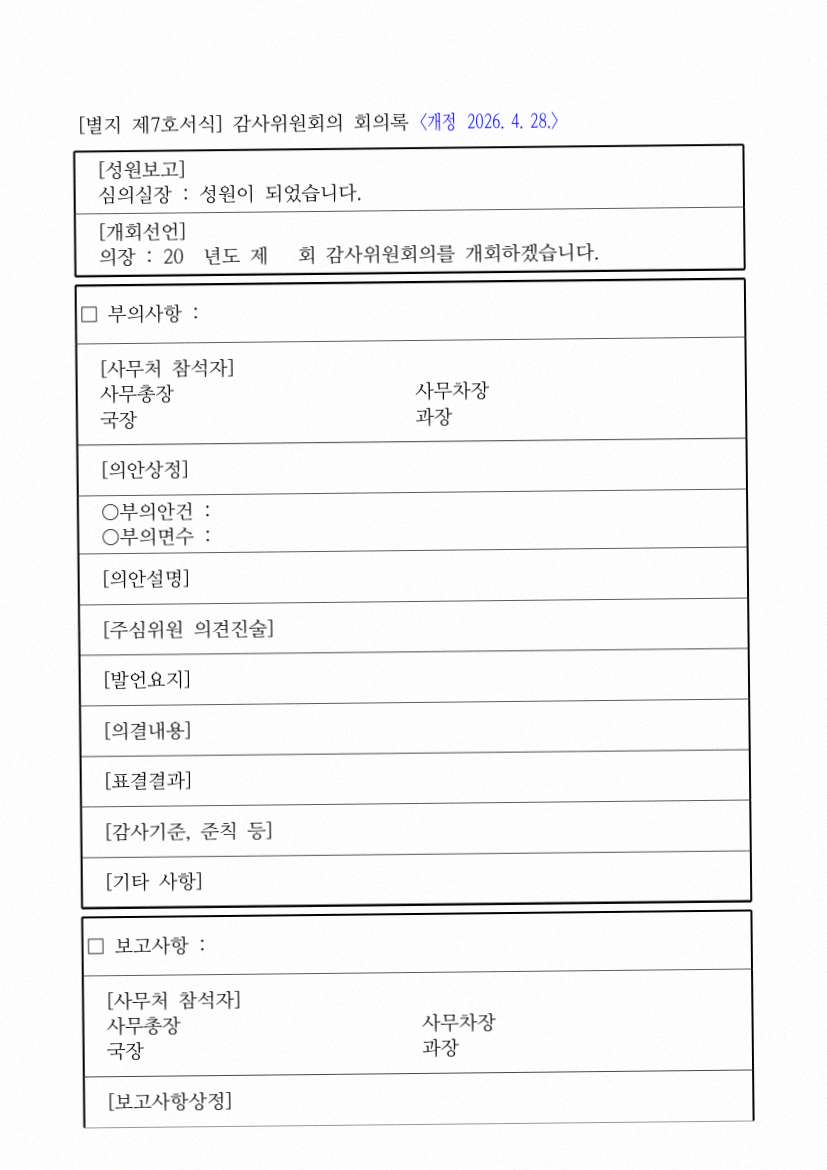 [별지 제7호서식] 감사위원회의 회의록 〈개정 2026. 4. 28.〉
[성원보고]
심의실장 : 성원이 되었습니다.
[개회선언]
의장 : 20 년도 제 회 감사위원회의를 개회하겠습니다.
□ 부의사항 :
[사무처 참석자]
사무총장 사무차장
국장 과장
[의안상정]
○부의안건 :
○부의면수 :
[의안설명]
[주심위원 의견진술]
[발언요지]
[의결내용]
[표결결과]
[감사기준, 준칙 등]
[기타 사항]
□ 보고사항 :
[사무처 참석자]
사무총장 사무차장
국장 과장
[보고사항상정]